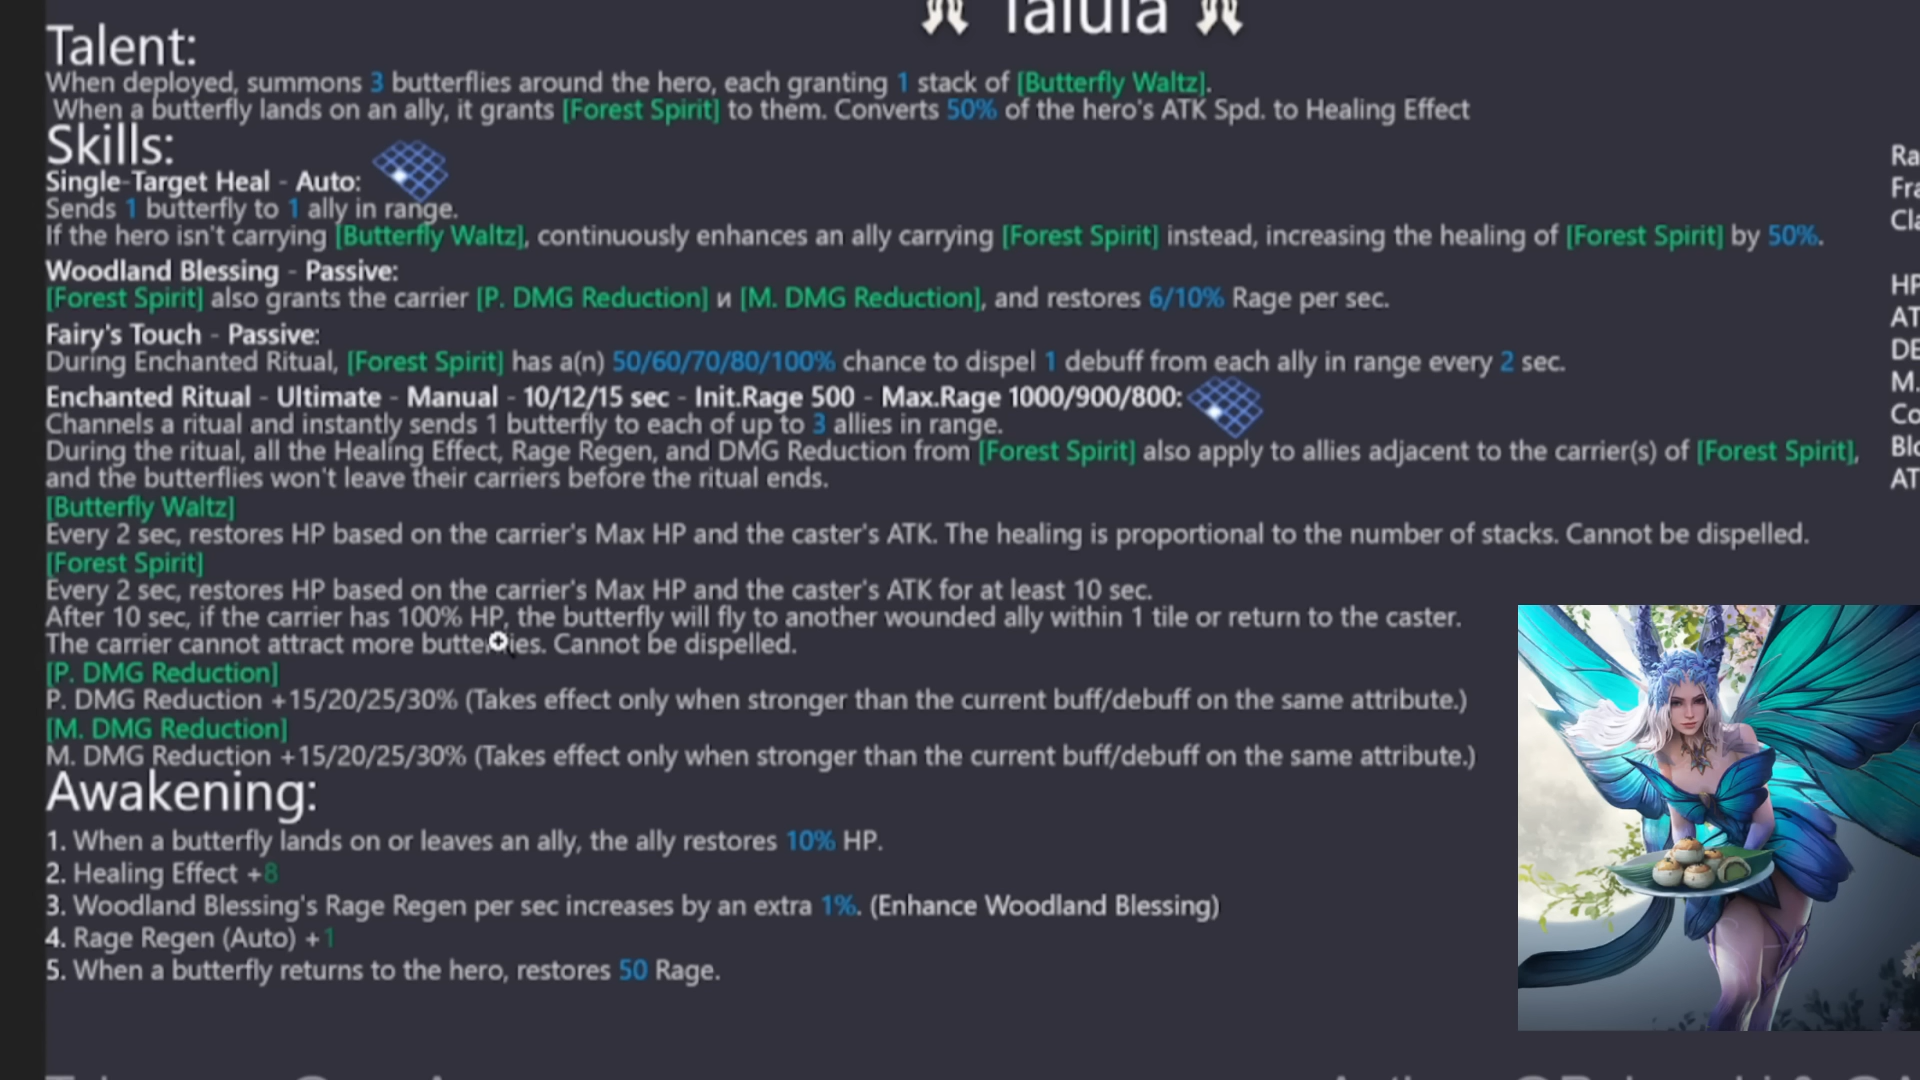 Talula
Talent:
When deployed, summons 3 butterflies around the hero, each granting 1 stack of [Butterfly Waltz].
When a butterfly lands on an ally, it grants [Forest Spirit] to them. Converts 50% of the hero's ATK Spd. to Healing Effect
Skills:
Single-Target Heal - Auto:
Sends 1 butterfly to 1 ally in range.
If the hero isn't carrying [Butterfly Waltz], continuously enhances an ally carrying [Forest Spirit] instead, increasing the healing of [Forest Spirit] by 50%.
Woodland Blessing - Passive:
[Forest Spirit] also grants the carrier [P. DMG Reduction] и [M. DMG Reduction], and restores 6/10% Rage per sec.
Fairy's Touch - Passive:
During Enchanted Ritual, [Forest Spirit] has a(n) 50/60/70/80/100% chance to dispel 1 debuff from each ally in range every 2 sec.
Enchanted Ritual - Ultimate - Manual - 10/12/15 sec - Init.Rage 500 - Max.Rage 1000/900/800:
Channels a ritual and instantly sends 1 butterfly to each of up to 3 allies in range.
During the ritual, all the Healing Effect, Rage Regen, and DMG Reduction from [Forest Spirit] also apply to allies adjacent to the carrier(s) of [Forest Spirit],
and the butterflies won't leave their carriers before the ritual ends.
[Butterfly Waltz]
Every 2 sec, restores HP based on the carrier's Max HP and the caster's ATK. The healing is proportional to the number of stacks. Cannot be dispelled.
[Forest Spirit]
Every 2 sec, restores HP based on the carrier's Max HP and the caster's ATK for at least 10 sec.
After 10 sec, if the carrier has 100% HP, the butterfly will fly to another wounded ally within 1 tile or return to the caster.
The carrier cannot attract more butterflies. Cannot be dispelled.
[P. DMG Reduction]
P. DMG Reduction +15/20/25/30% (Takes effect only when stronger than the current buff/debuff on the same attribute.)
[M. DMG Reduction]
M. DMG Reduction +15/20/25/30% (Takes effect only when stronger than the current buff/debuff on the same attribute.)
Awakening:
1. When a butterfly lands on or leaves an ally, the ally restores 10% HP.
2. Healing Effect +8
3. Woodland Blessing's Rage Regen per sec increases by an extra 1%. (Enhance Woodland Blessing)
4. Rage Regen (Auto) +1
5. When a butterfly returns to the hero, restores 50 Rage.
Ra
Fra
Cla
HP
AT
DE
M.
Co
Blo
AT